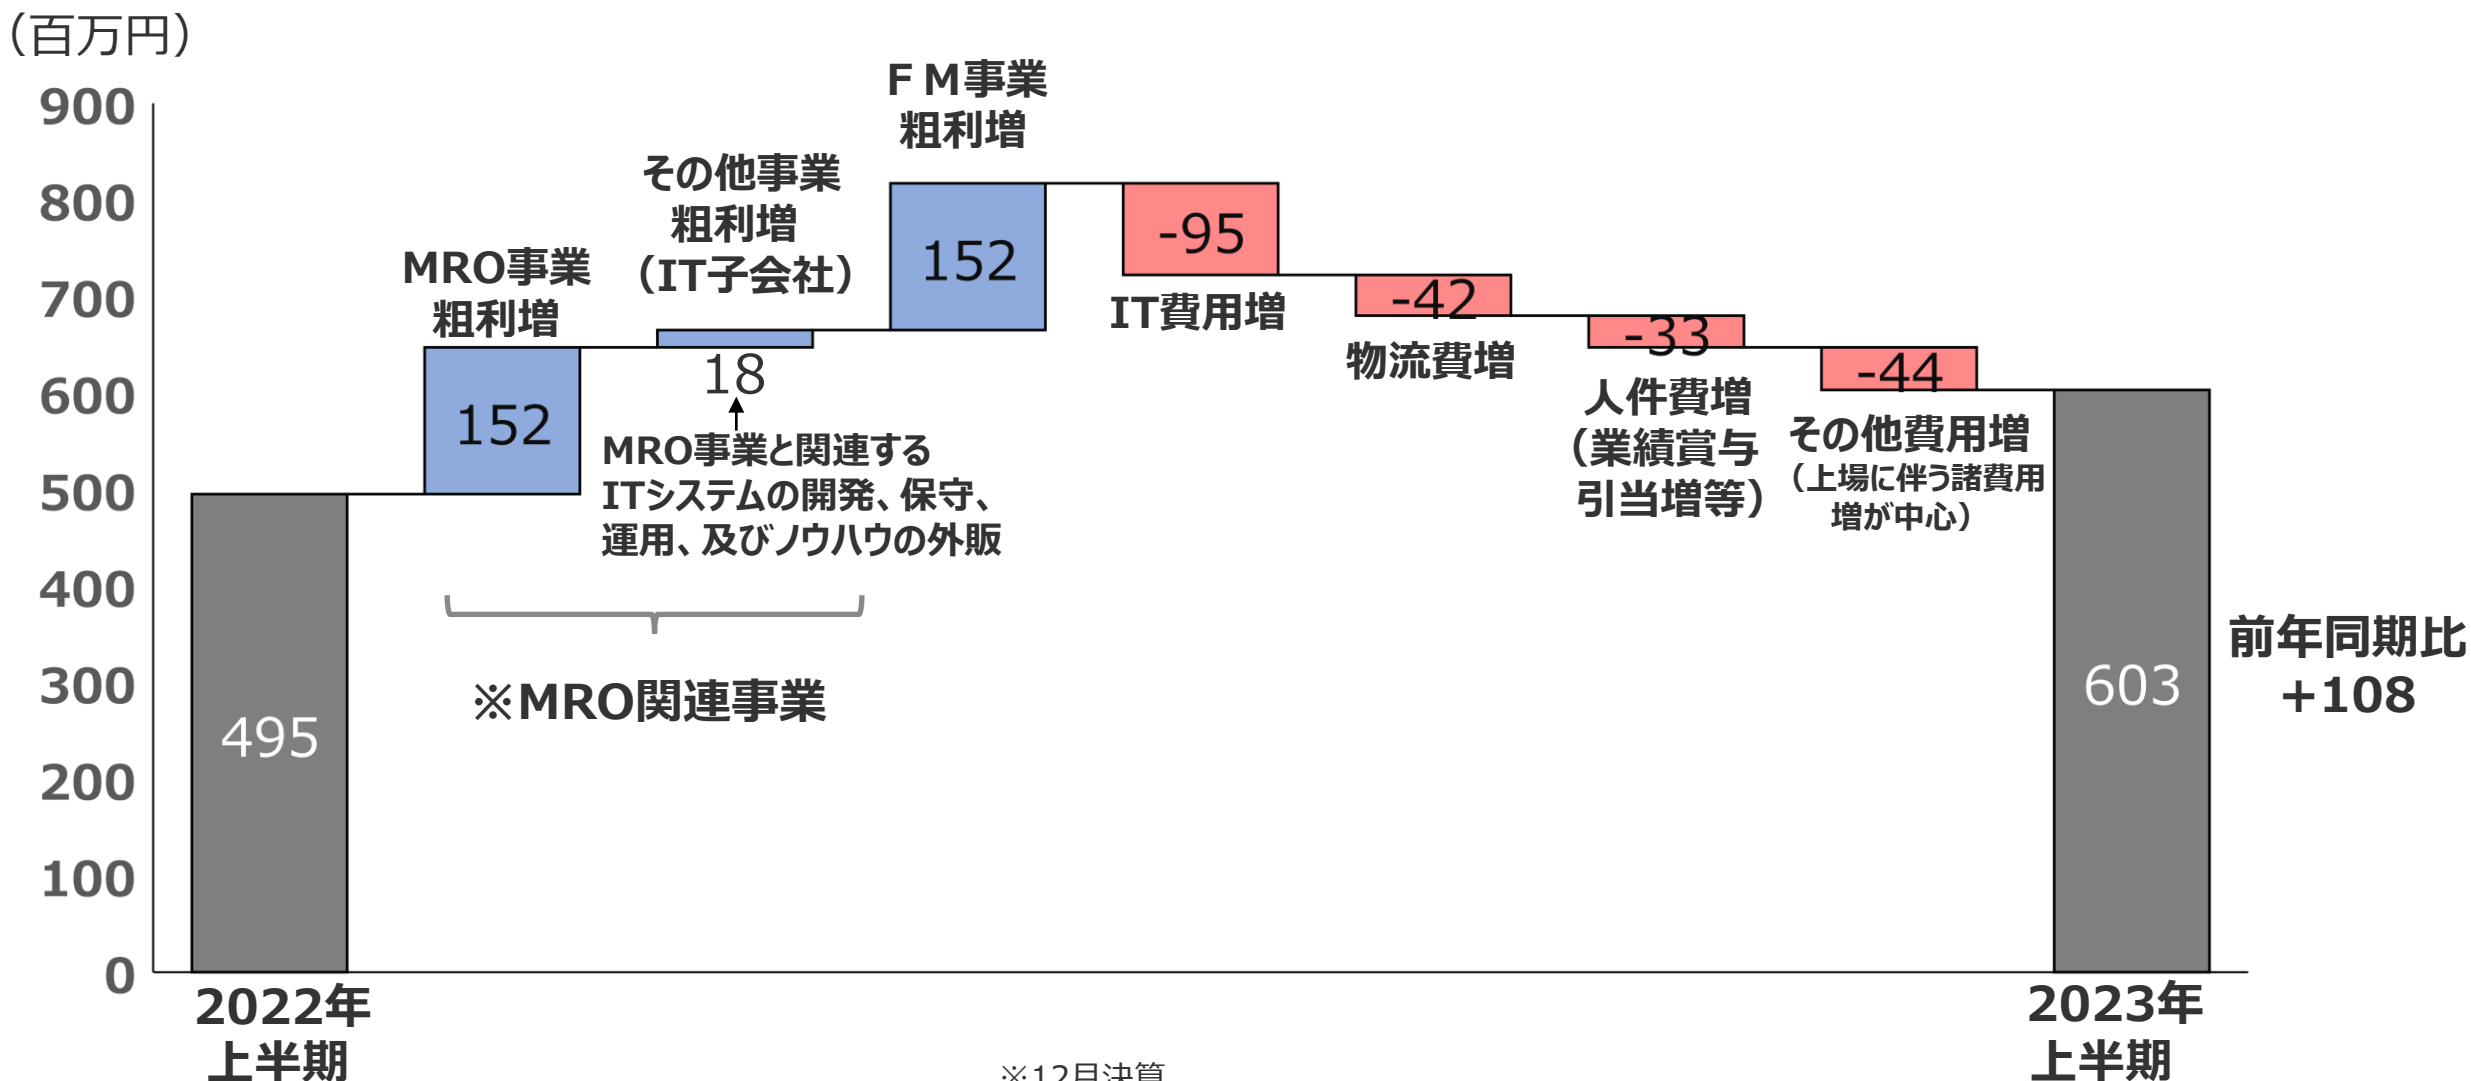 （百万円）
900
800
700
600
500
400
300
200
100
0
495
2022年
上半期
MRO事業
粗利増
152
その他事業
粗利増
（IT子会社）
18
MRO事業と関連する
ITシステムの開発、保守、
運用、及びノウハウの外販
※MRO関連事業
ＦＭ事業
粗利増
152
-95
IT費用増
-42
物流費増
-33
人件費増
（業績賞与
引当増等）
-44
その他費用増
（上場に伴う諸費用
増が中心）
603
2023年
上半期
前年同期比
+108
※12月決算